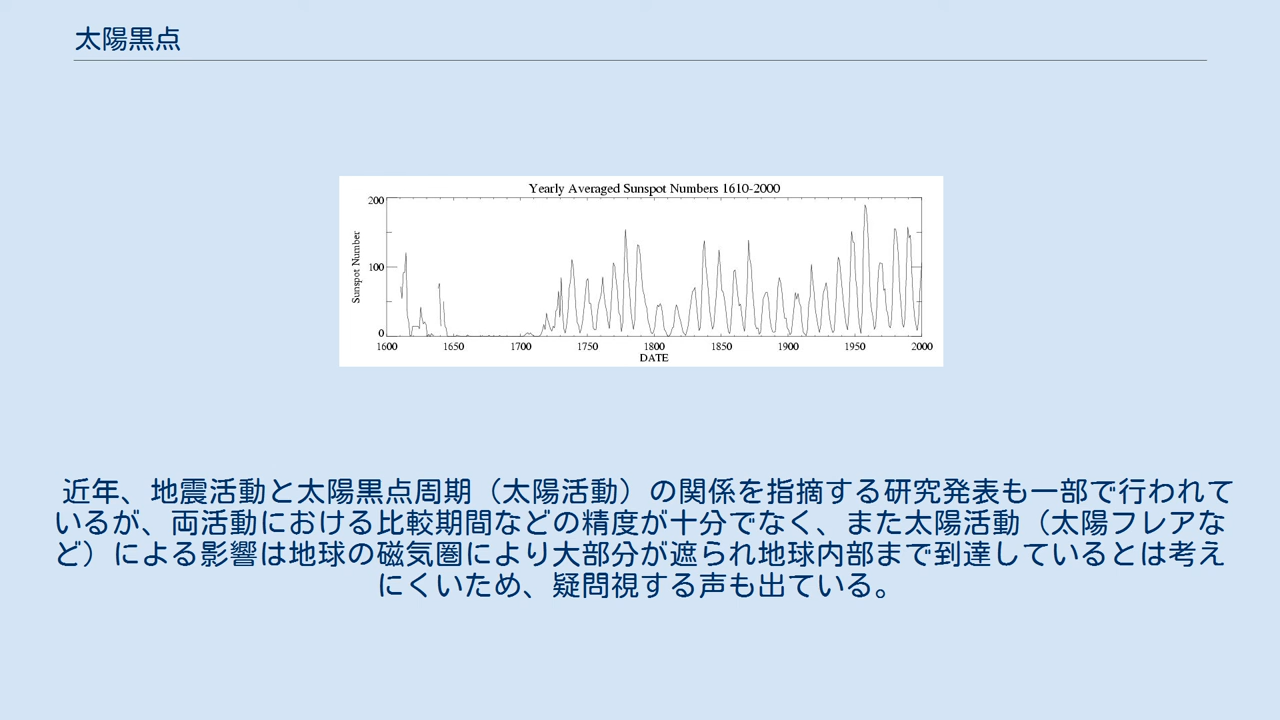 太陽黒点
Yearly Averaged Sunspot Numbers 1610-2000
200
100
0
Sunspot Number
1600 1650 1700 1750 1800 1850 1900 1950 2000
DATE
近年、地震活動と太陽黒点周期（太陽活動）の関係を指摘する研究発表も一部で行われて
いるが、両活動における比較期間などの精度が十分でなく、また太陽活動（太陽フレアな
ど）による影響は地球の磁気圏により大部分が遮られ地球内部まで到達しているとは考え
にくいため、疑問視する声も出ている。